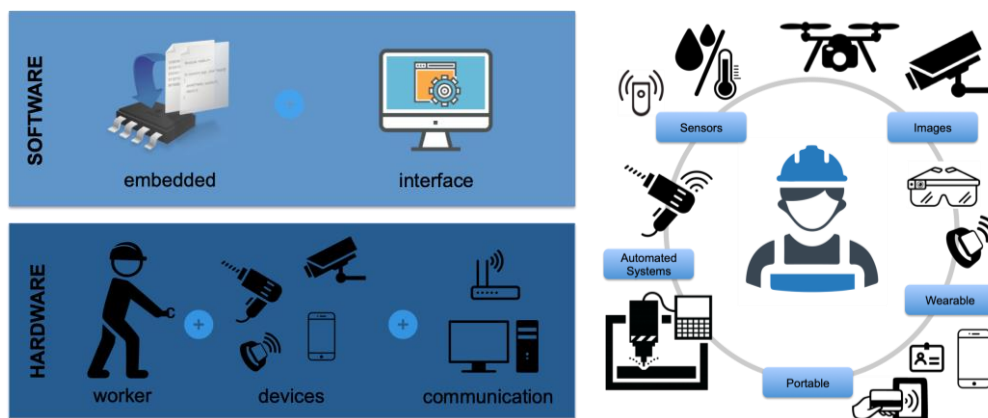 SOFTWARE
embedded
interface
HARDWARE
worker
devices
communication
Sensors
Images
Automated
Systems
Wearable
Portable